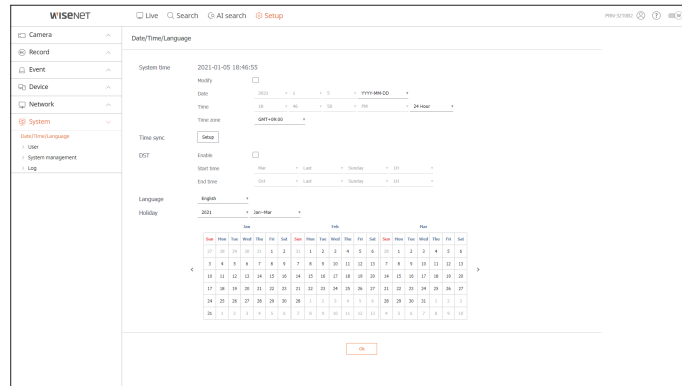 WISENET
Live Search AI search Setup
PRN-3210B2
Camera
Record
Event
Device
Network
System
Date/Time/Language
User
System management
Log
Date/Time/Language
System time 2021-01-05 18:46:55
Modify
Date 2021 1 5 YYYY-MM-DD
Time 18 46 50 PM 24 Hour
Time zone GMT+09:00
Time sync Setup
DST Enable
Start time Mar Last Sunday 1H
End time Oct Last Sunday 1H
Language English
Holiday 2021 Jan~Mar
Jan Feb Mar
Sun Mon Tue Wed Thu Fri Sat Sun Mon Tue Wed Thu Fri Sat Sun Mon Tue Wed Thu Fri Sat
27 28 29 30 31 1 2 31 1 2 3 4 5 6 28 1 2 3 4 5 6
3 4 5 6 7 8 9 7 8 9 10 11 12 13 7 8 9 10 11 12 13
10 11 12 13 14 15 16 14 15 16 17 18 19 20 14 15 16 17 18 19 20
17 18 19 20 21 22 23 21 22 23 24 25 26 27 21 22 23 24 25 26 27
24 25 26 27 28 29 30 28 1 2 3 4 5 6 28 29 30 31 1 2 3
31 1 2 3 4 5 6 7 8 9 10 11 12 13 4 5 6 7 8 9 10
Ok